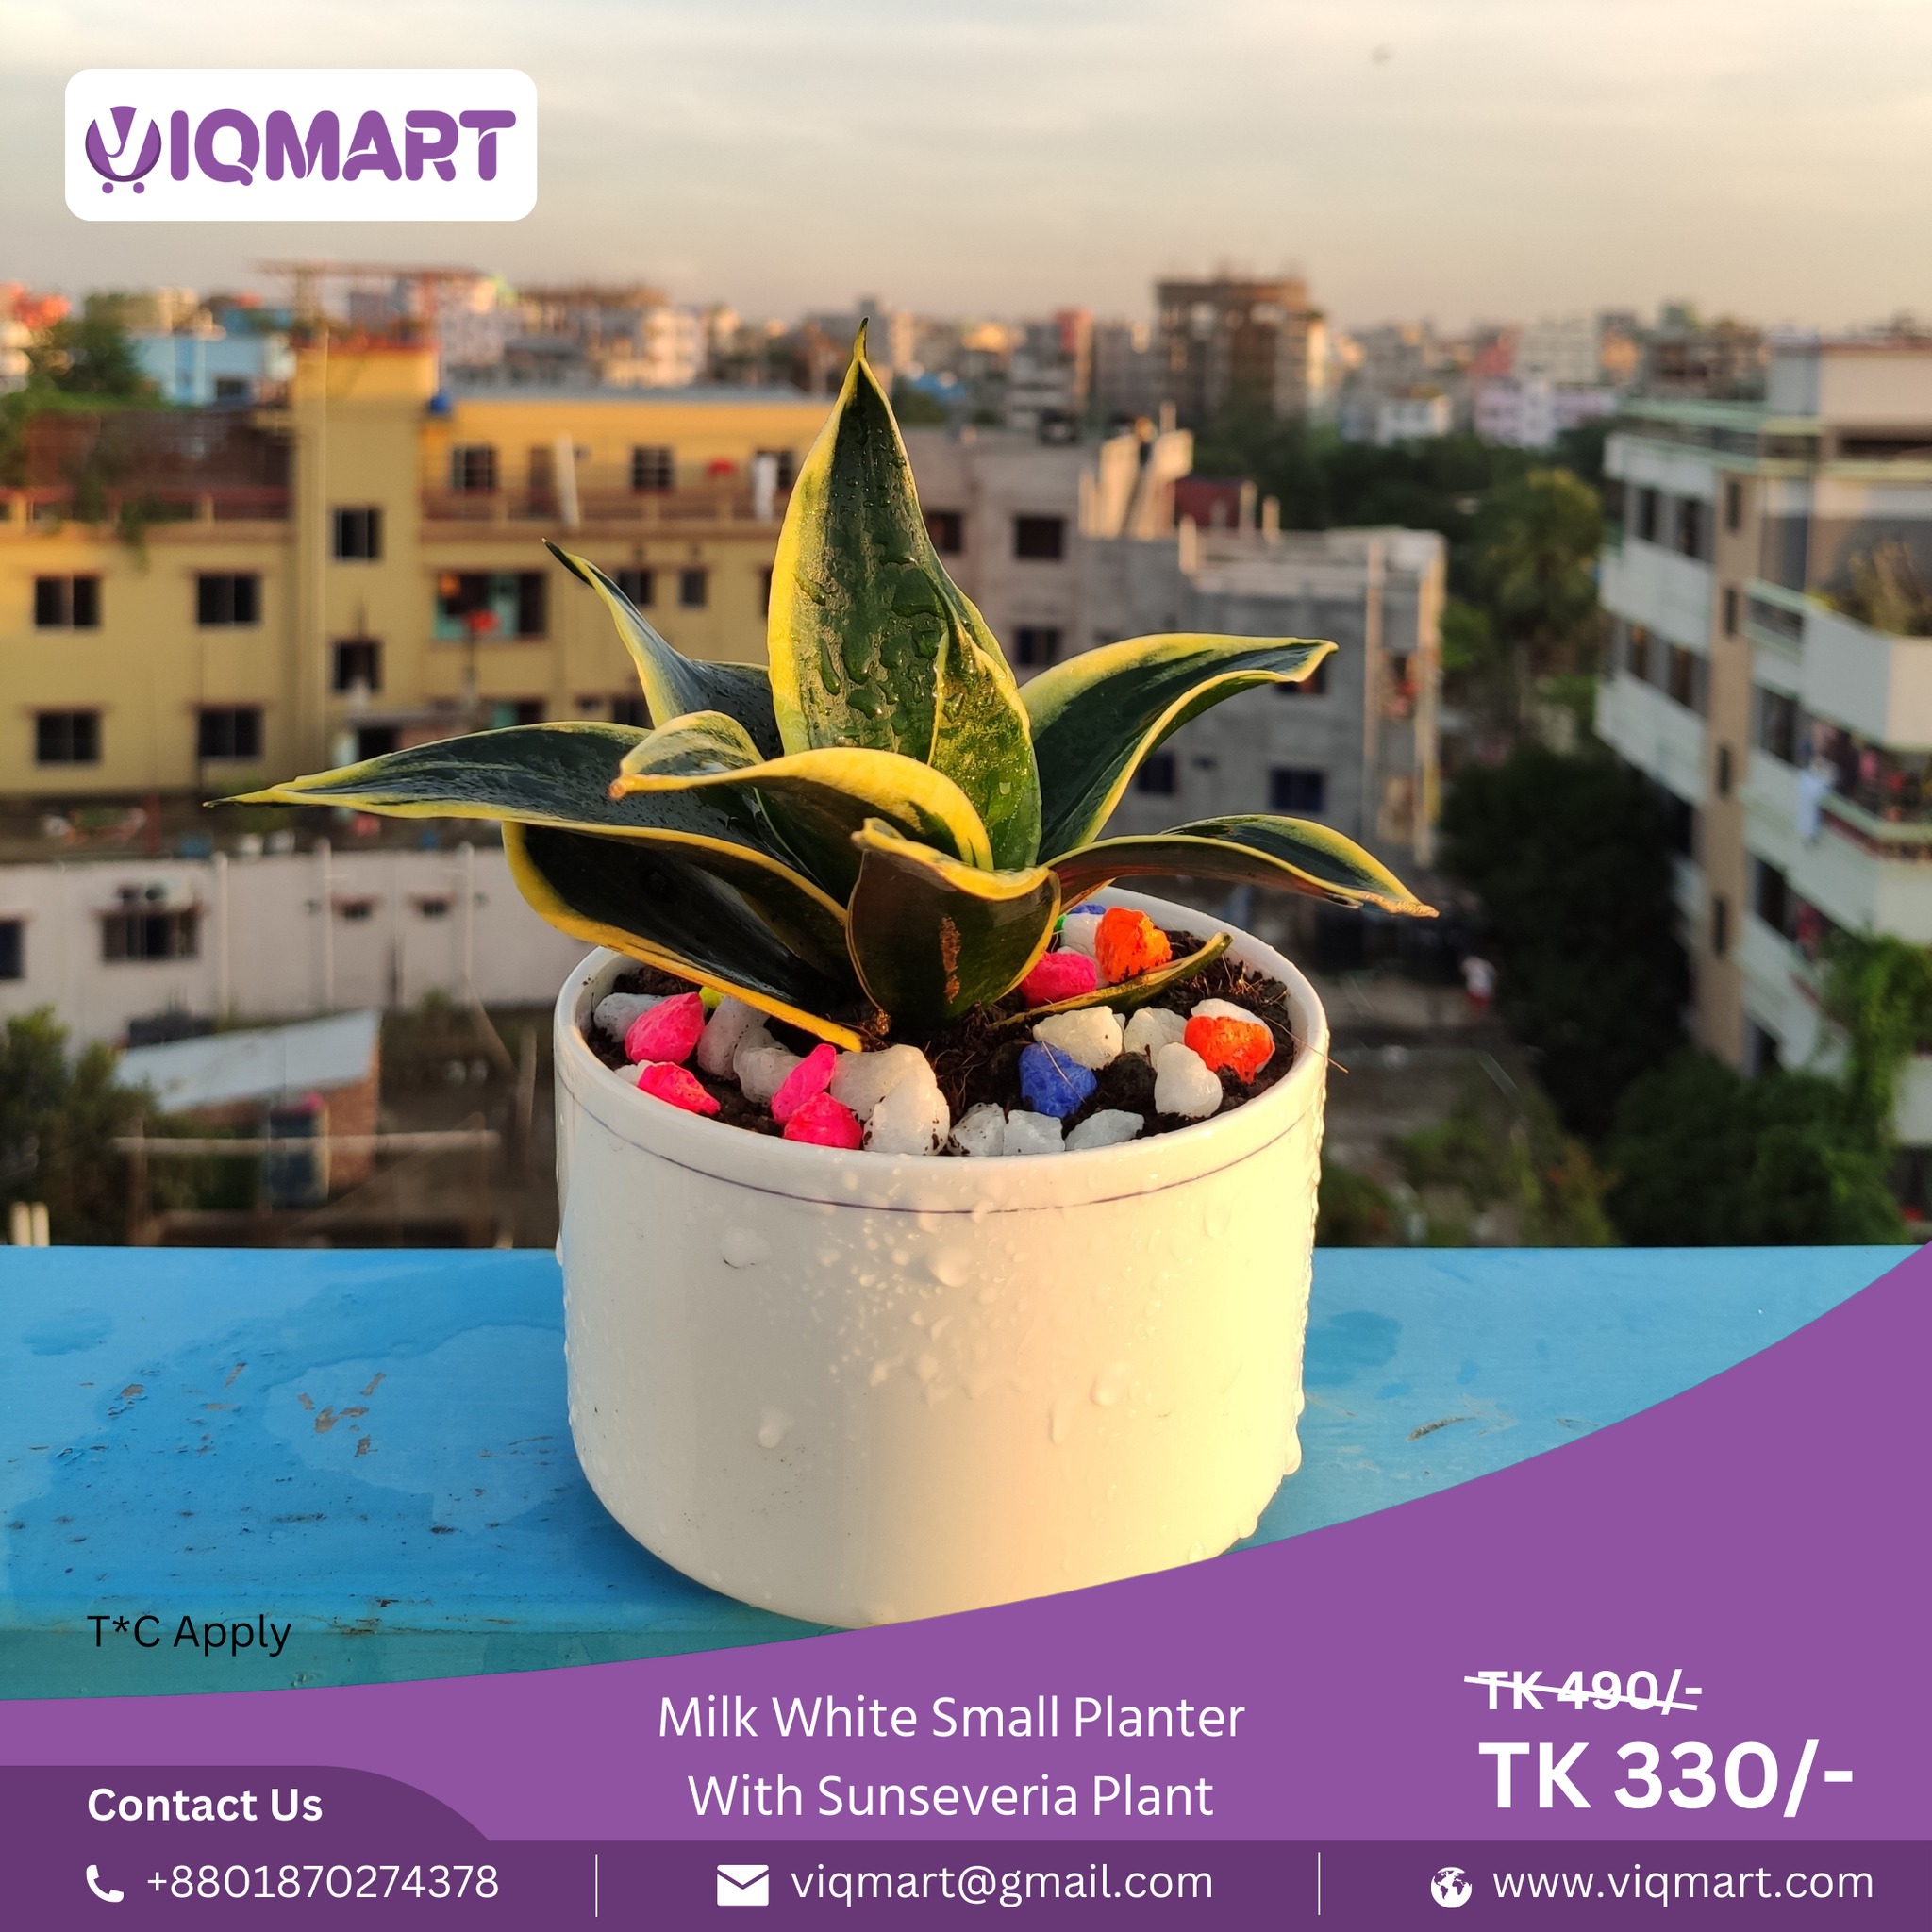 VIQMART
T*C Apply
Milk White Small Planter
With Sunseveria Plant
TK 490/-
TK 330/-
Contact Us
+8801870274378
viqmart@gmail.com
www.viqmart.com